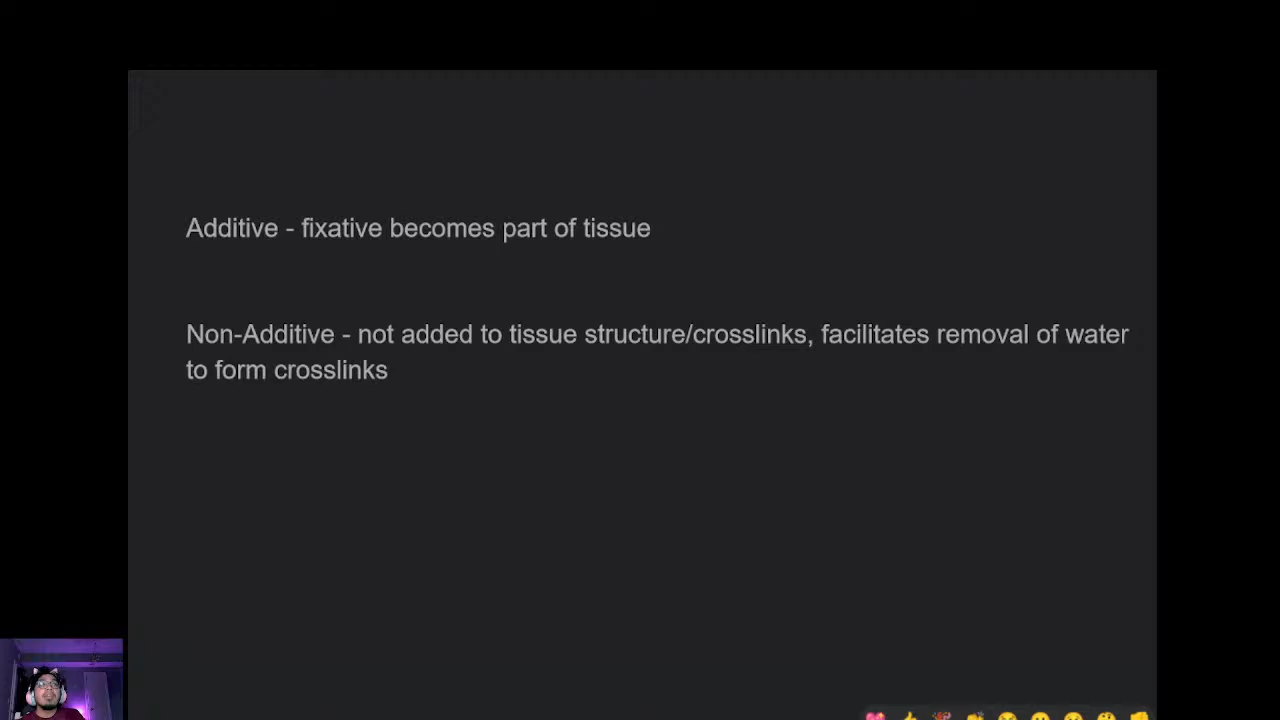 Additive - fixative becomes part of tissue
Non-Additive - not added to tissue structure/crosslinks, facilitates removal of water
to form crosslinks